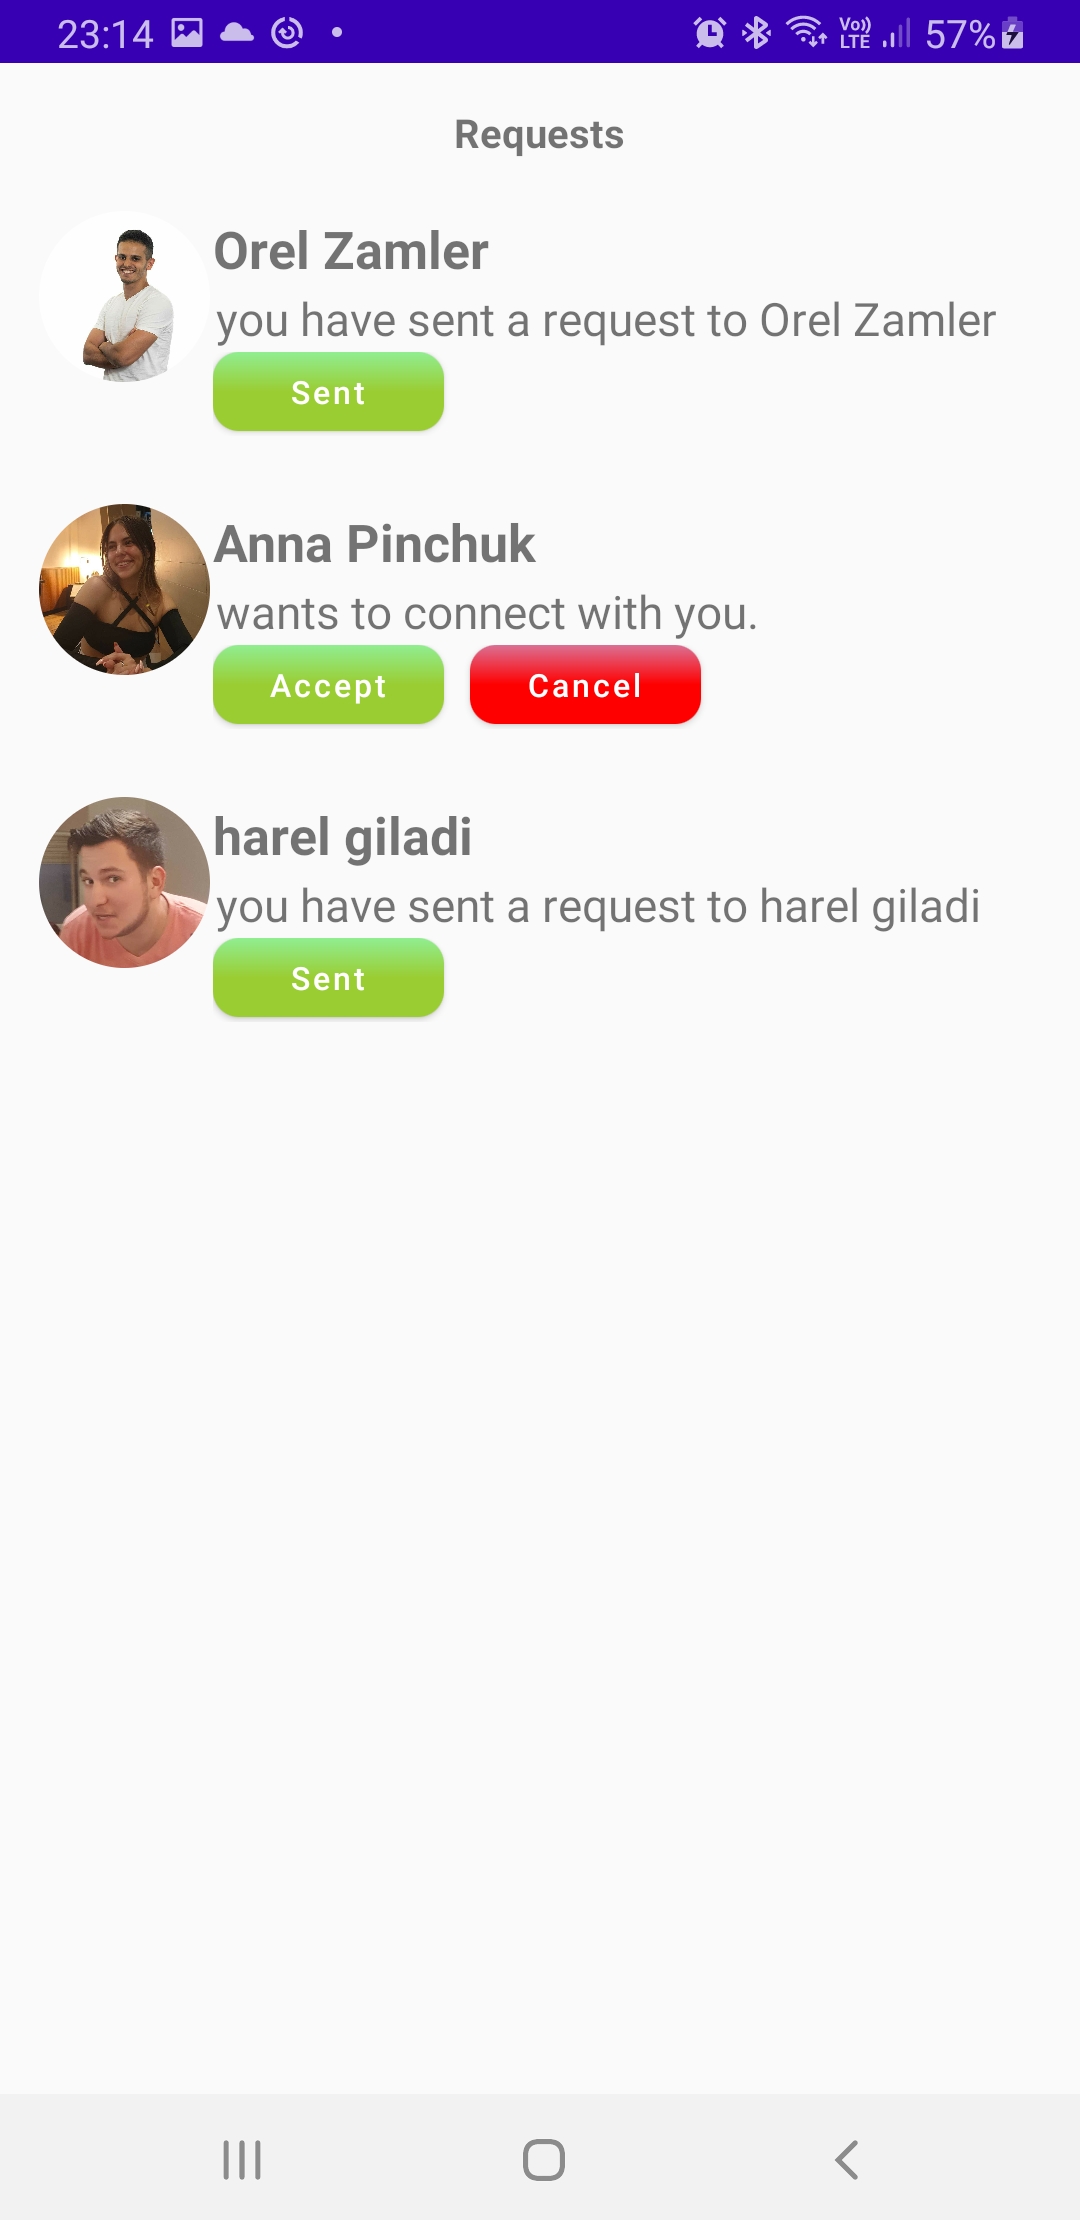 23:14 Vo)) LTE 57%
Requests
Orel Zamler
you have sent a request to Orel Zamler
Sent
Anna Pinchuk
wants to connect with you.
Accept Cancel
harel giladi
you have sent a request to harel giladi
Sent